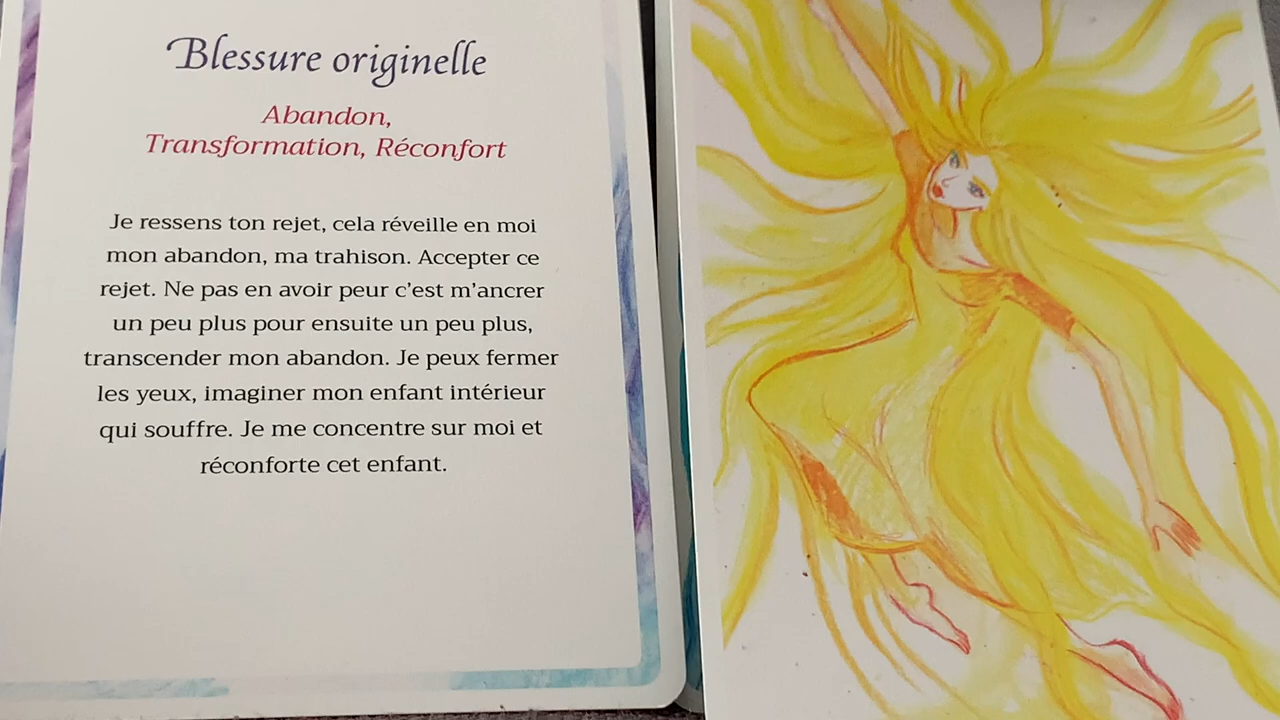 Blessure originelle
Abandon,
Transformation, Réconfort
Je ressens ton rejet, cela réveille en moi
mon abandon, ma trahison. Accepter ce
rejet. Ne pas en avoir peur c'est m'ancrer
un peu plus pour ensuite un peu plus,
transcender mon abandon. Je peux fermer
les yeux, imaginer mon enfant intérieur
qui souffre. Je me concentre sur moi et
réconforte cet enfant.